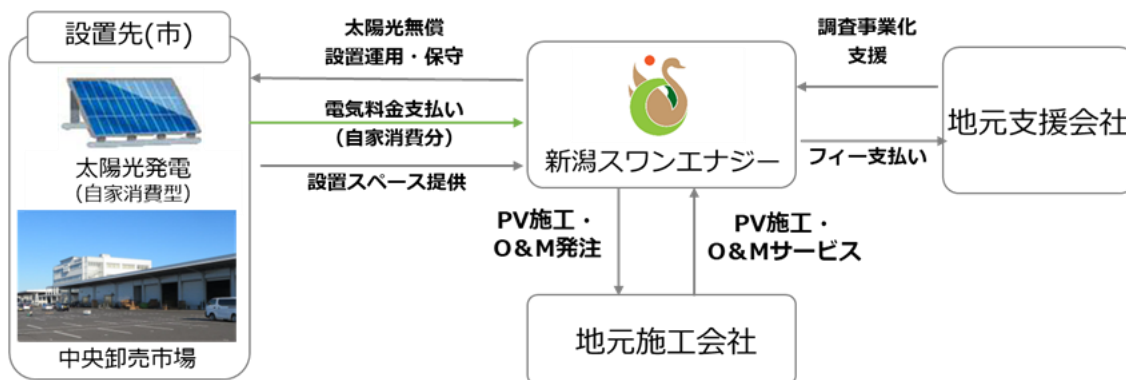 設置先(市)
太陽光発電
(自家消費型)
中央卸売市場
太陽光無償
設置運用・保守
電気料金支払い
(自家消費分)
設置スペース提供
新潟スワンエナジー
調査事業化
支援
フィー支払い
地元支援会社
PV施工・
O&M発注
PV施工・
O&Mサービス
地元施工会社